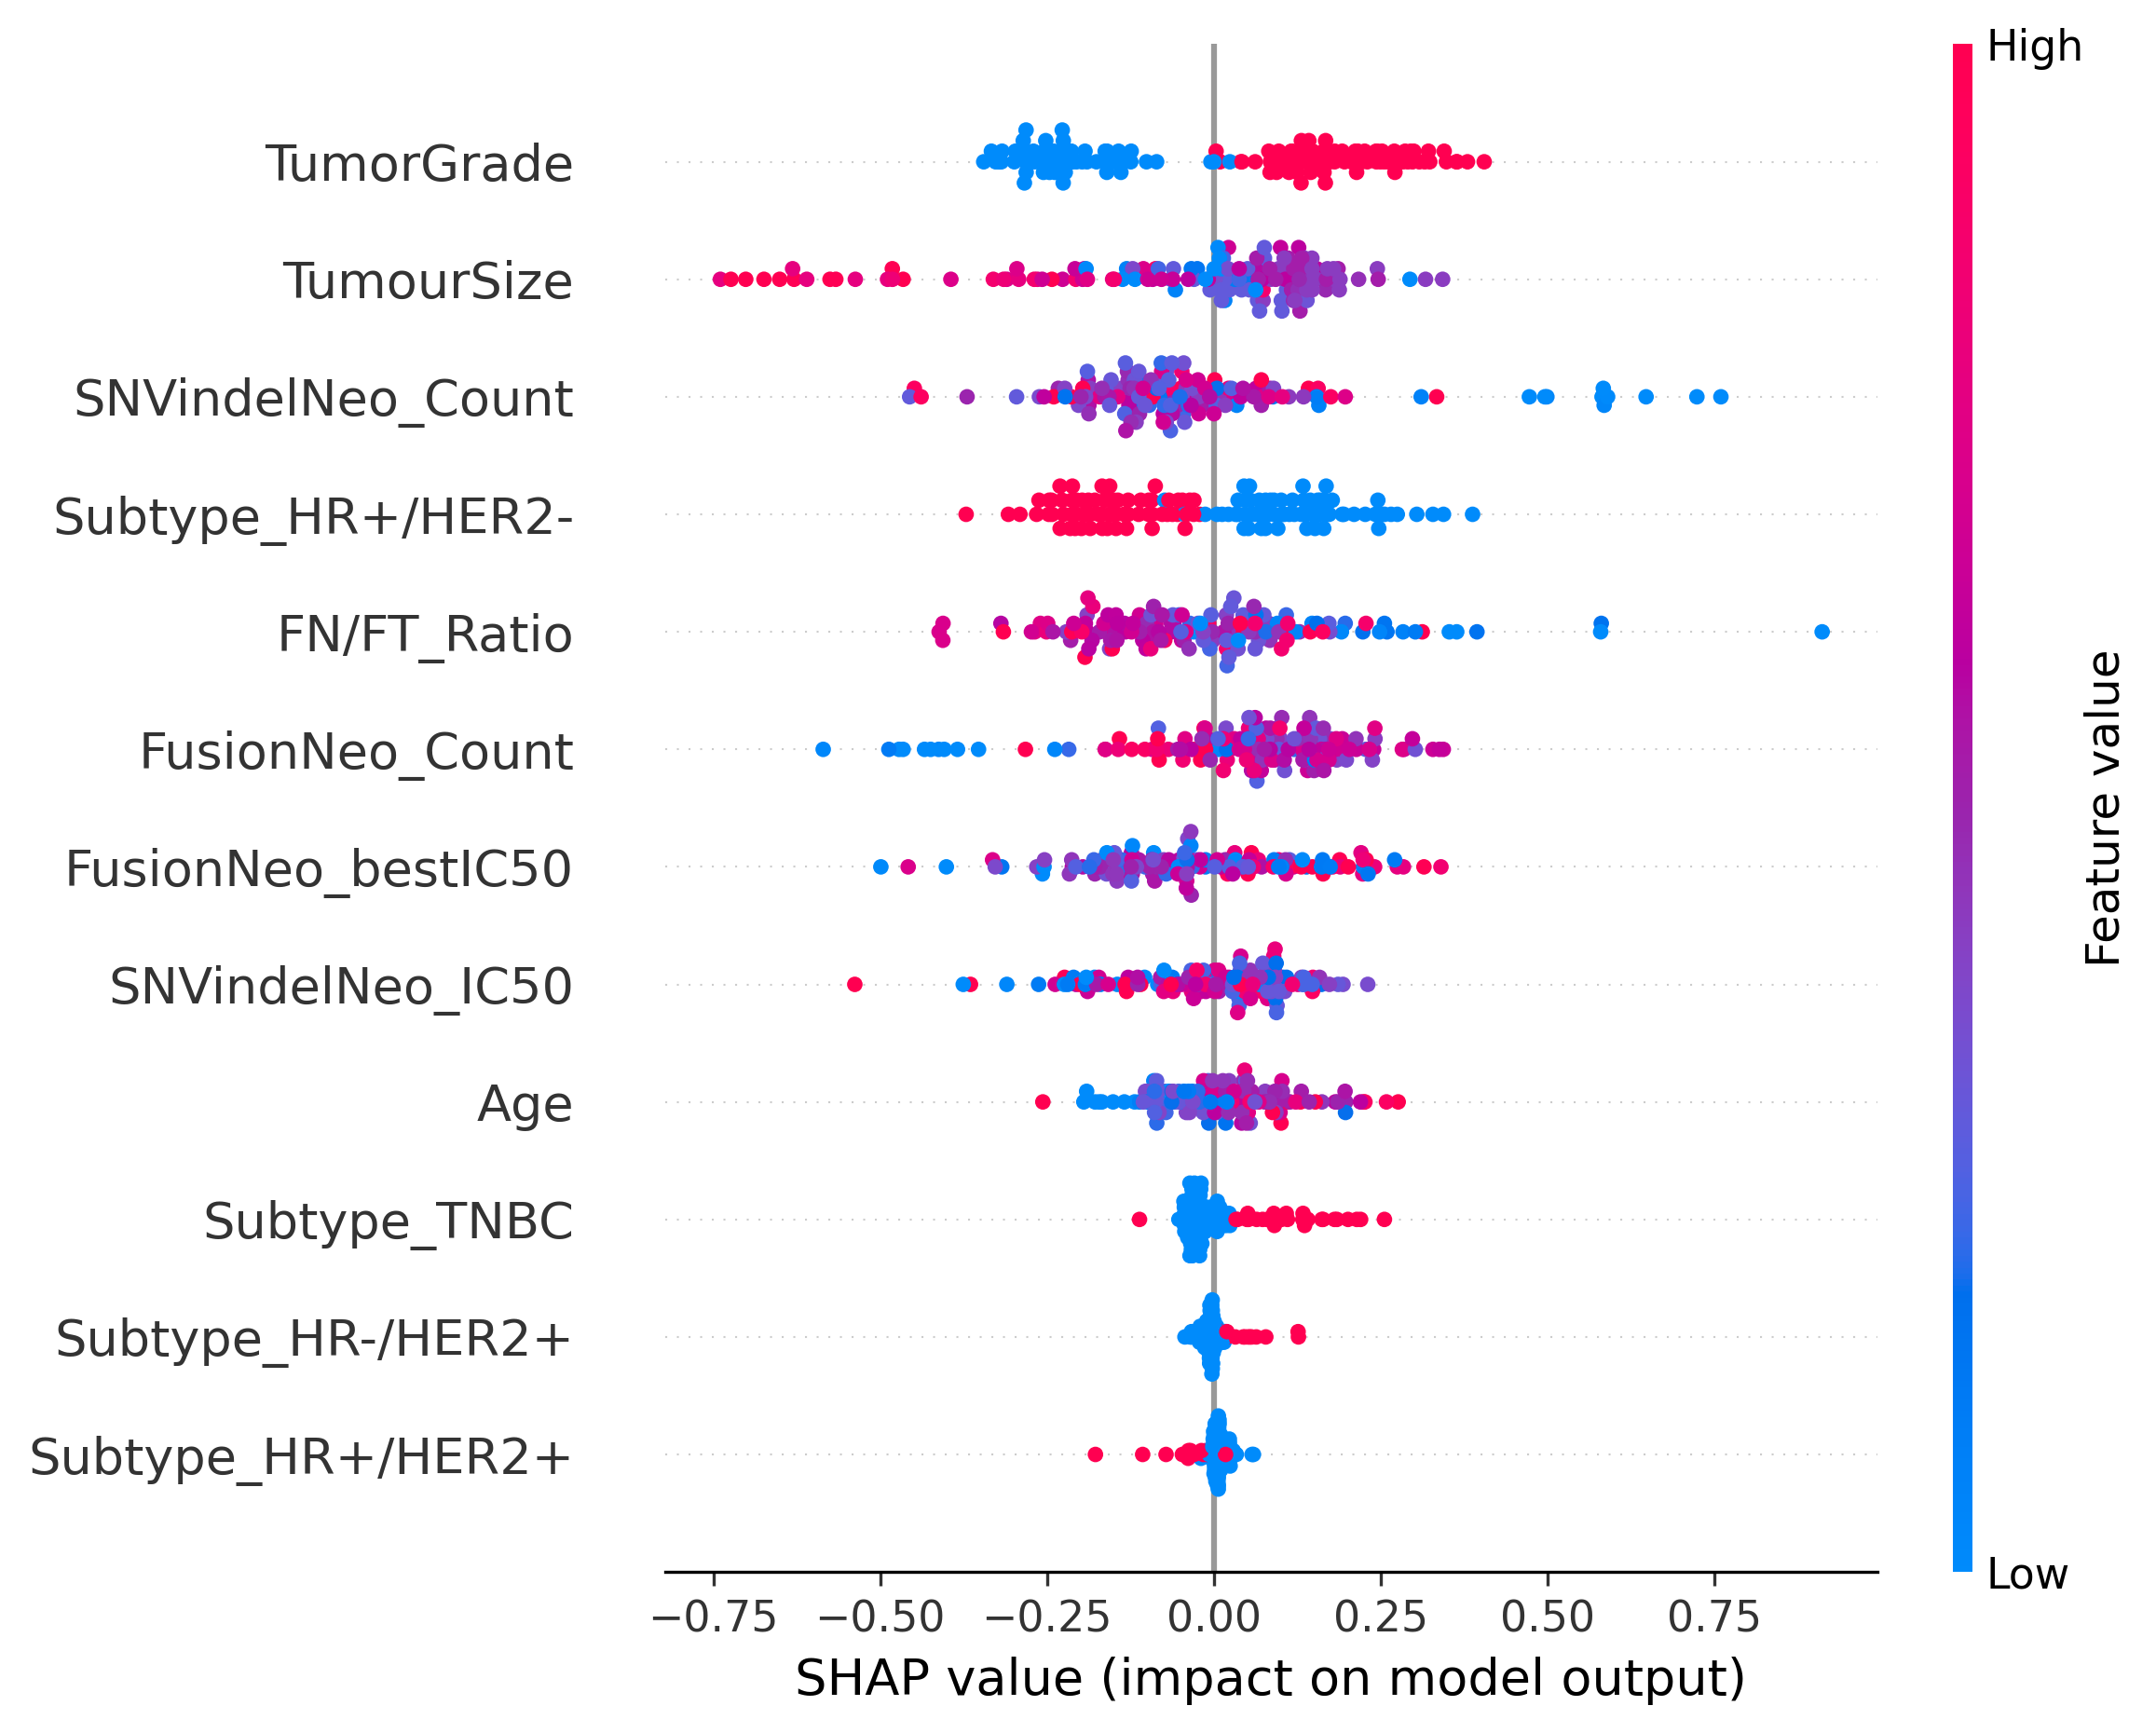 High
TumorGrade
TumourSize
SNVindelNeo_Count
Subtype_HR+/HER2-
FN/FT_Ratio
FusionNeo_Count
FusionNeo_bestIC50
SNVindelNeo_IC50
Age
Subtype_TNBC
Subtype_HR-/HER2+
Subtype_HR+/HER2+
Feature value
Low
−0.75 −0.50 −0.25 0.00 0.25 0.50 0.75
SHAP value (impact on model output)